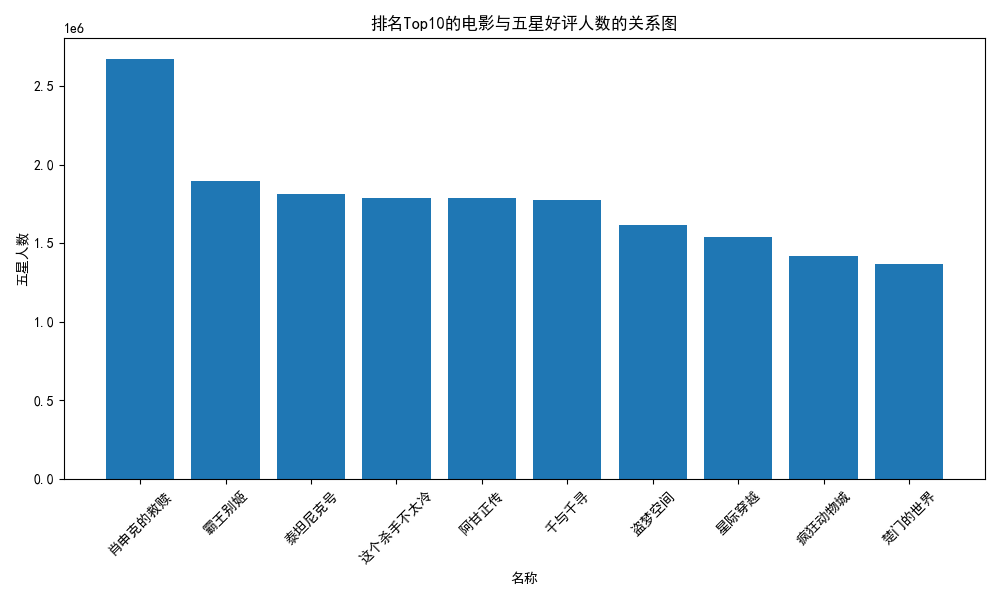 排名Top10的电影与五星好评人数的关系图
1e6
2.5
2.0
1.5
1.0
0.5
0.0
五星人数
肖申克的救赎
霸王别姬
泰坦尼克号
这个杀手不太冷
阿甘正传
千与千寻
盗梦空间
星际穿越
疯狂动物城
楚门的世界
名称